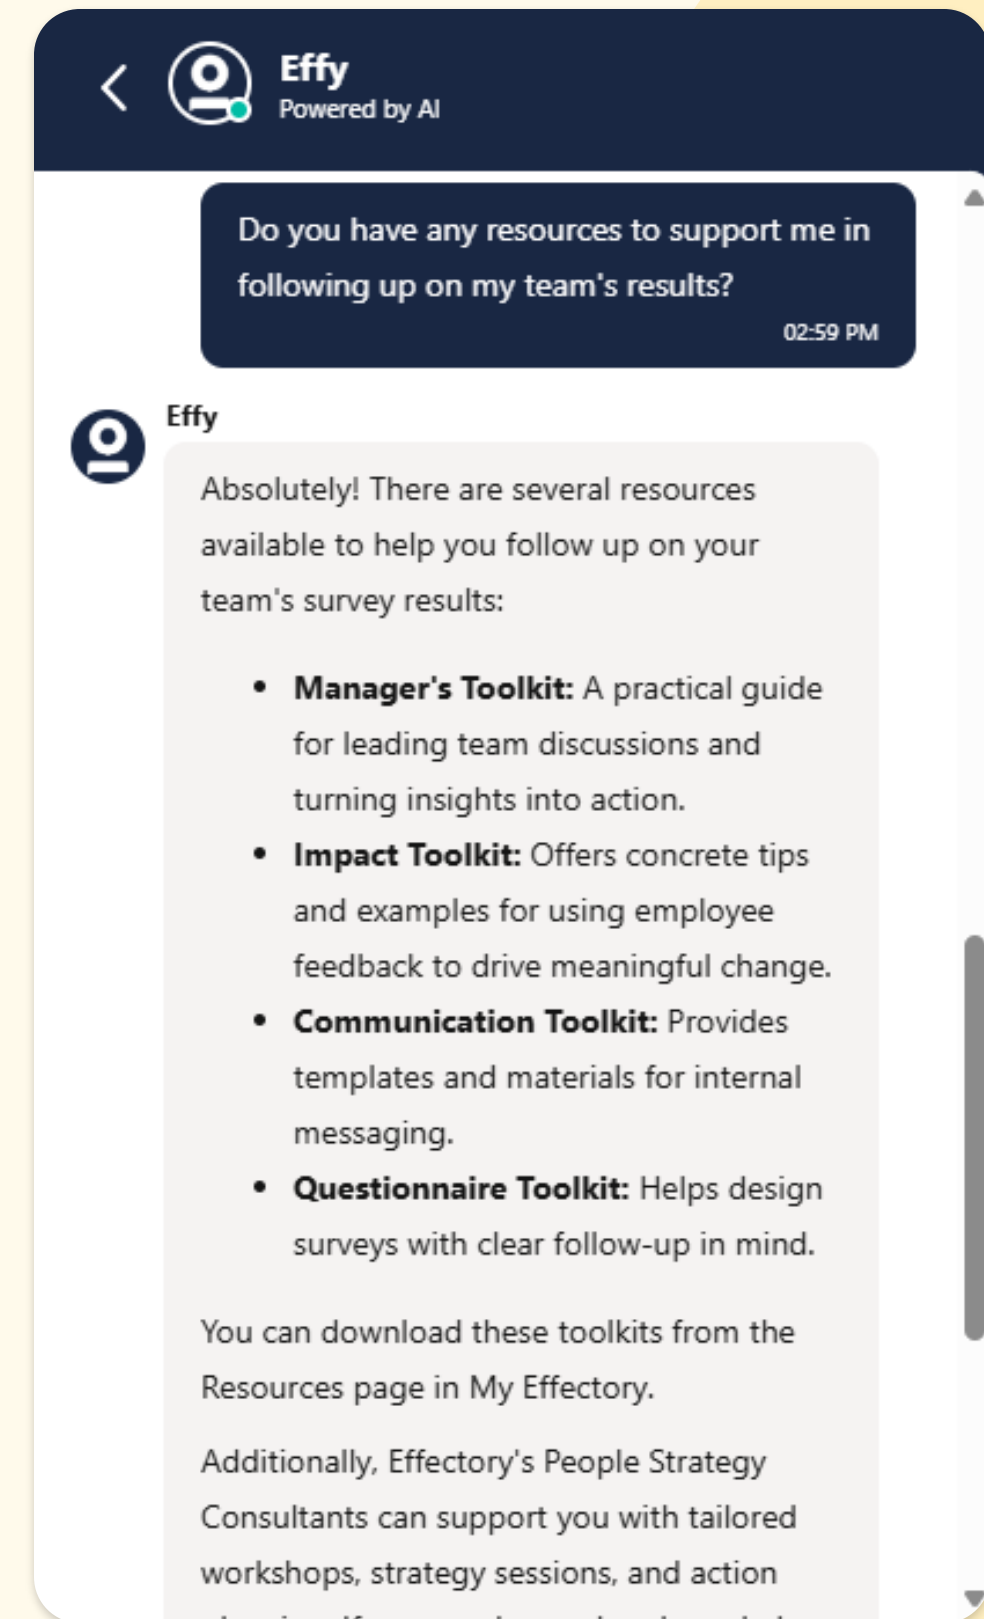 Effy
Powered by AI
Do you have any resources to support me in
following up on my team's results?
02:59 PM
Effy
Absolutely! There are several resources
available to help you follow up on your
team's survey results:
• Manager's Toolkit: A practical guide
for leading team discussions and
turning insights into action.
• Impact Toolkit: Offers concrete tips
and examples for using employee
feedback to drive meaningful change.
• Communication Toolkit: Provides
templates and materials for internal
messaging.
• Questionnaire Toolkit: Helps design
surveys with clear follow-up in mind.
You can download these toolkits from the
Resources page in My Effectory.
Additionally, Effectory's People Strategy
Consultants can support you with tailored
workshops, strategy sessions, and action